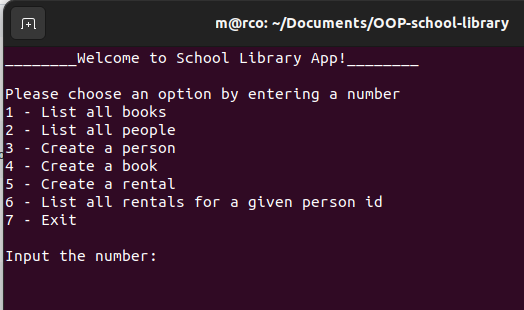 m@rco: ~/Documents/OOP-school-library
________Welcome to School Library App!________
Please choose an option by entering a number
1 - List all books
2 - List all people
3 - Create a person
4 - Create a book
5 - Create a rental
6 - List all rentals for a given person id
7 - Exit
Input the number: